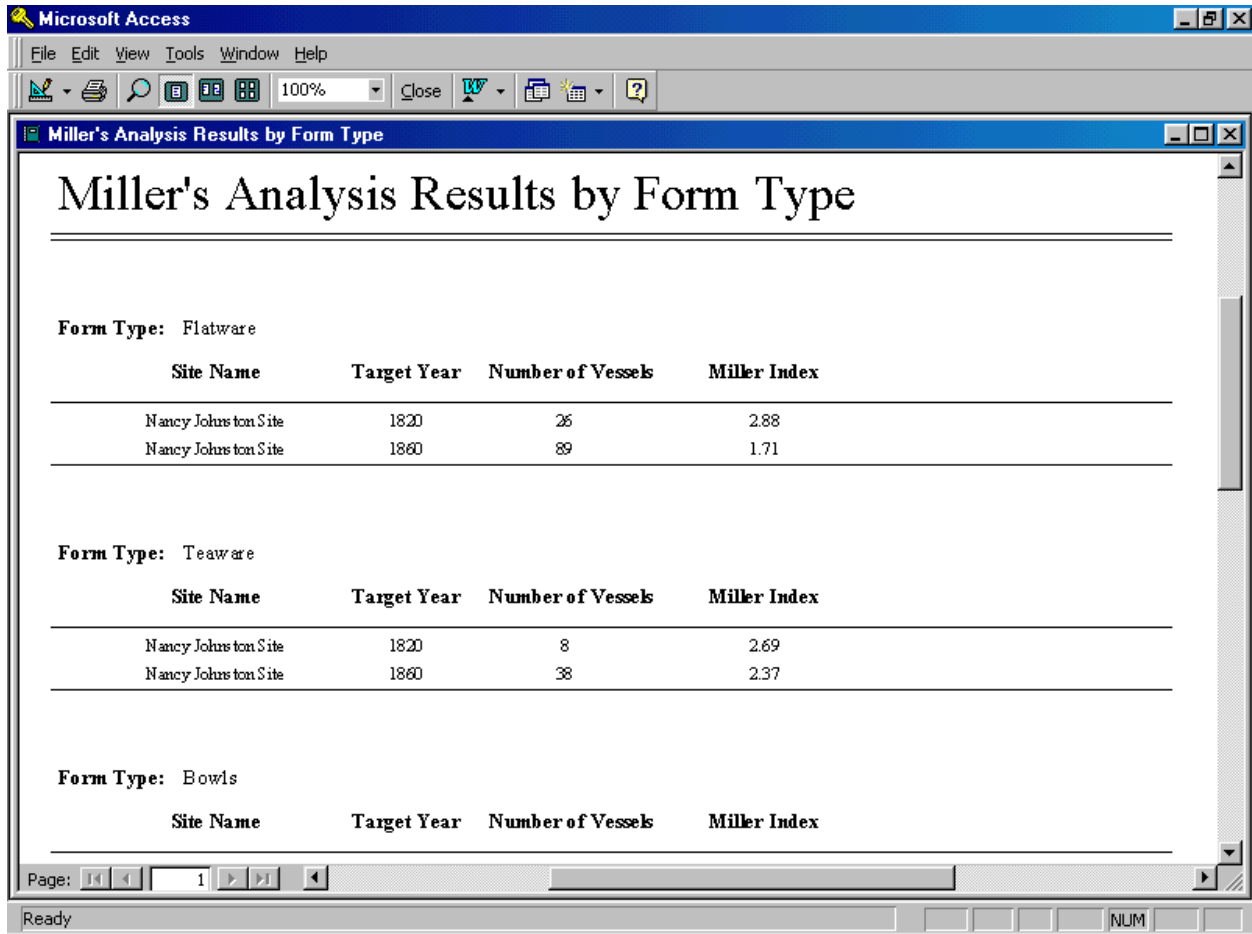 Microsoft Access
File Edit View Tools Window Help
100% Close W
Miller's Analysis Results by Form Type
Miller's Analysis Results by Form Type
Form Type: Flatware
Site Name Target Year Number of Vessels Miller Index
Nancy Johnston Site 1820 26 2.88
Nancy Johnston Site 1860 89 1.71
Form Type: Teaware
Site Name Target Year Number of Vessels Miller Index
Nancy Johnston Site 1820 8 2.69
Nancy Johnston Site 1860 38 2.37
Form Type: Bowls
Site Name Target Year Number of Vessels Miller Index
Page: 1
Ready NUM